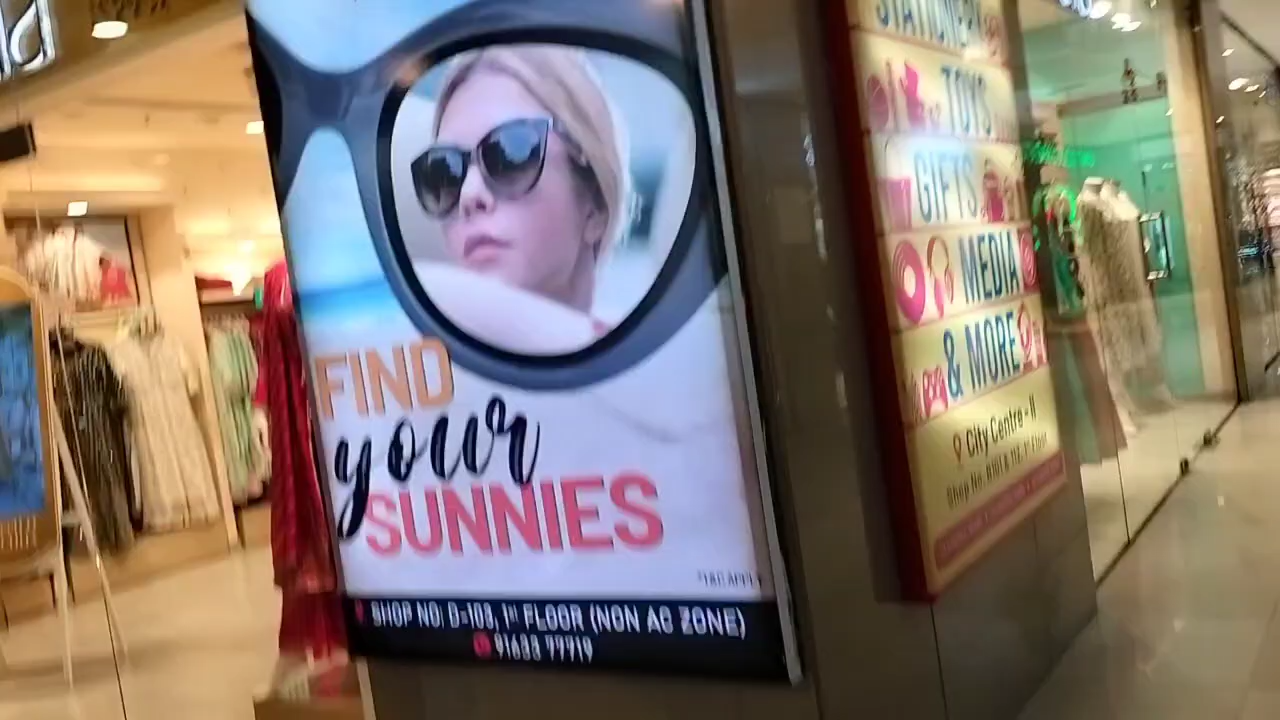 FIND
your
SUNNIES
*T&C APPLY
SHOP NO: D-103, 1st FLOOR (NON AC ZONE)
91633 77719
STATIONERY
TOYS
GIFTS
MEDIA
& MORE
City Centre - II